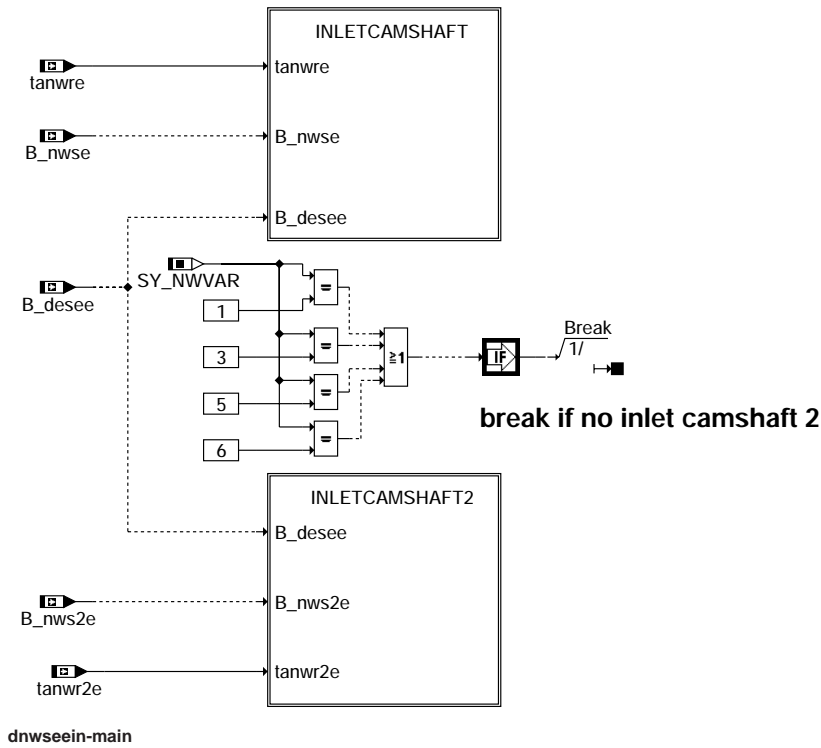 INLETCAMSHAFT
tanwre
tanwre
B_nwse
B_nwse
B_desee
SY_NWVAR
B_desee
=
1
Break
1/
=
3
≧1
IF
=
5
break if no inlet camshaft 2
=
6
INLETCAMSHAFT2
B_desee
B_nws2e
B_nws2e
tanwr2e
tanwr2e
dnwseein-main